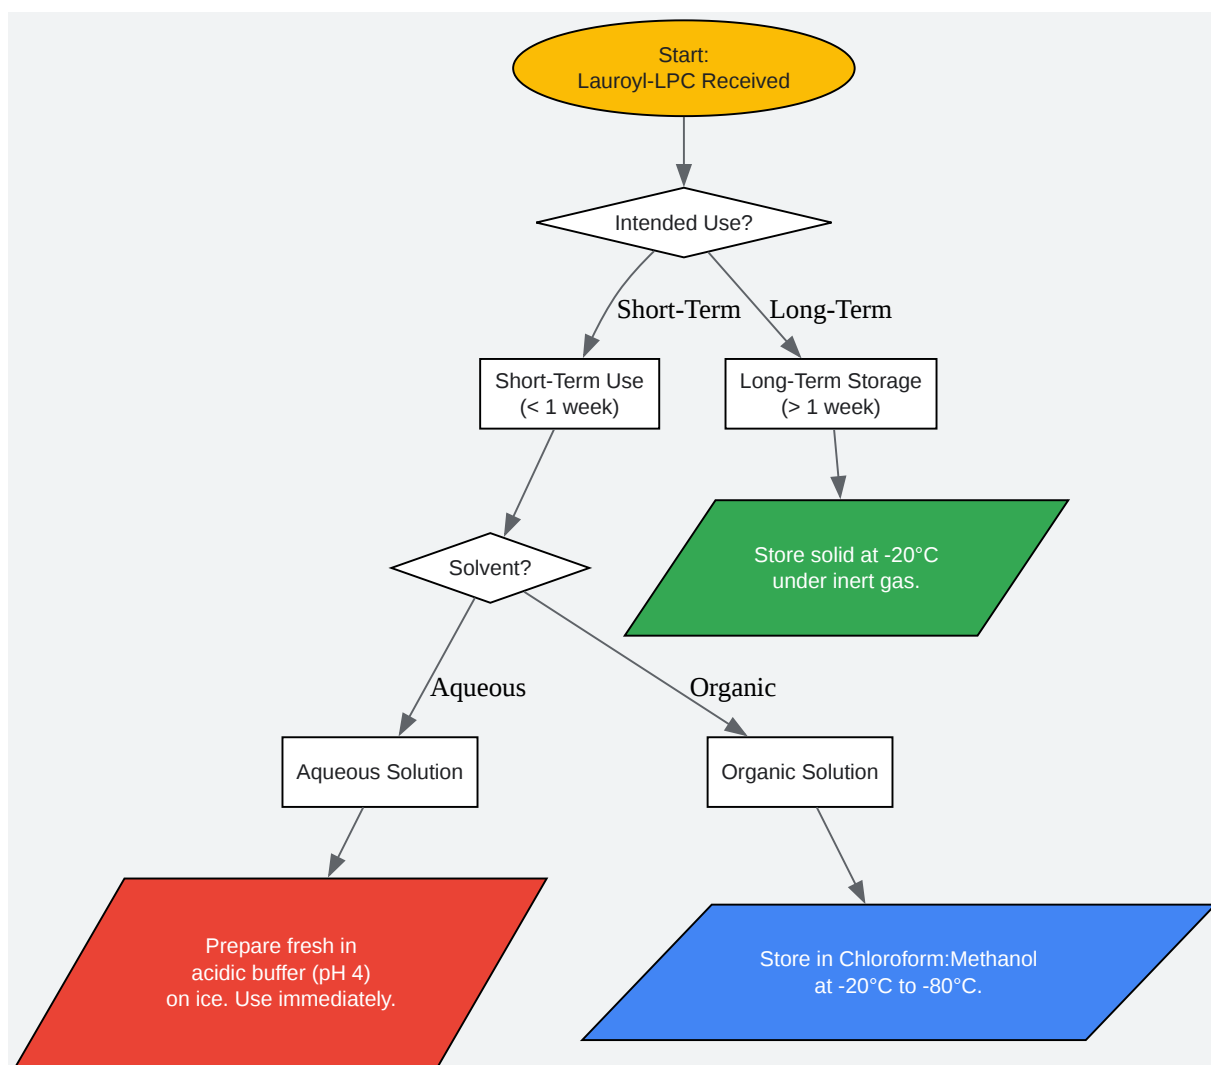 Start:
Lauroyl-LPC Received
Intended Use?
Short-Term
Long-Term
Short-Term Use
(< 1 week)
Long-Term Storage
(> 1 week)
Store solid at -20°C
under inert gas.
Solvent?
Aqueous
Organic
Aqueous Solution
Organic Solution
Prepare fresh in
acidic buffer (pH 4)
on ice. Use immediately.
Store in Chloroform:Methanol
at -20°C to -80°C.